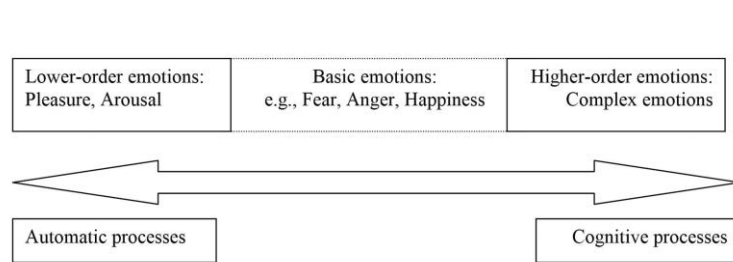 Lower-order emotions:
Pleasure, Arousal
Basic emotions:
e.g., Fear, Anger, Happiness
Higher-order emotions:
Complex emotions
Automatic processes
Cognitive processes